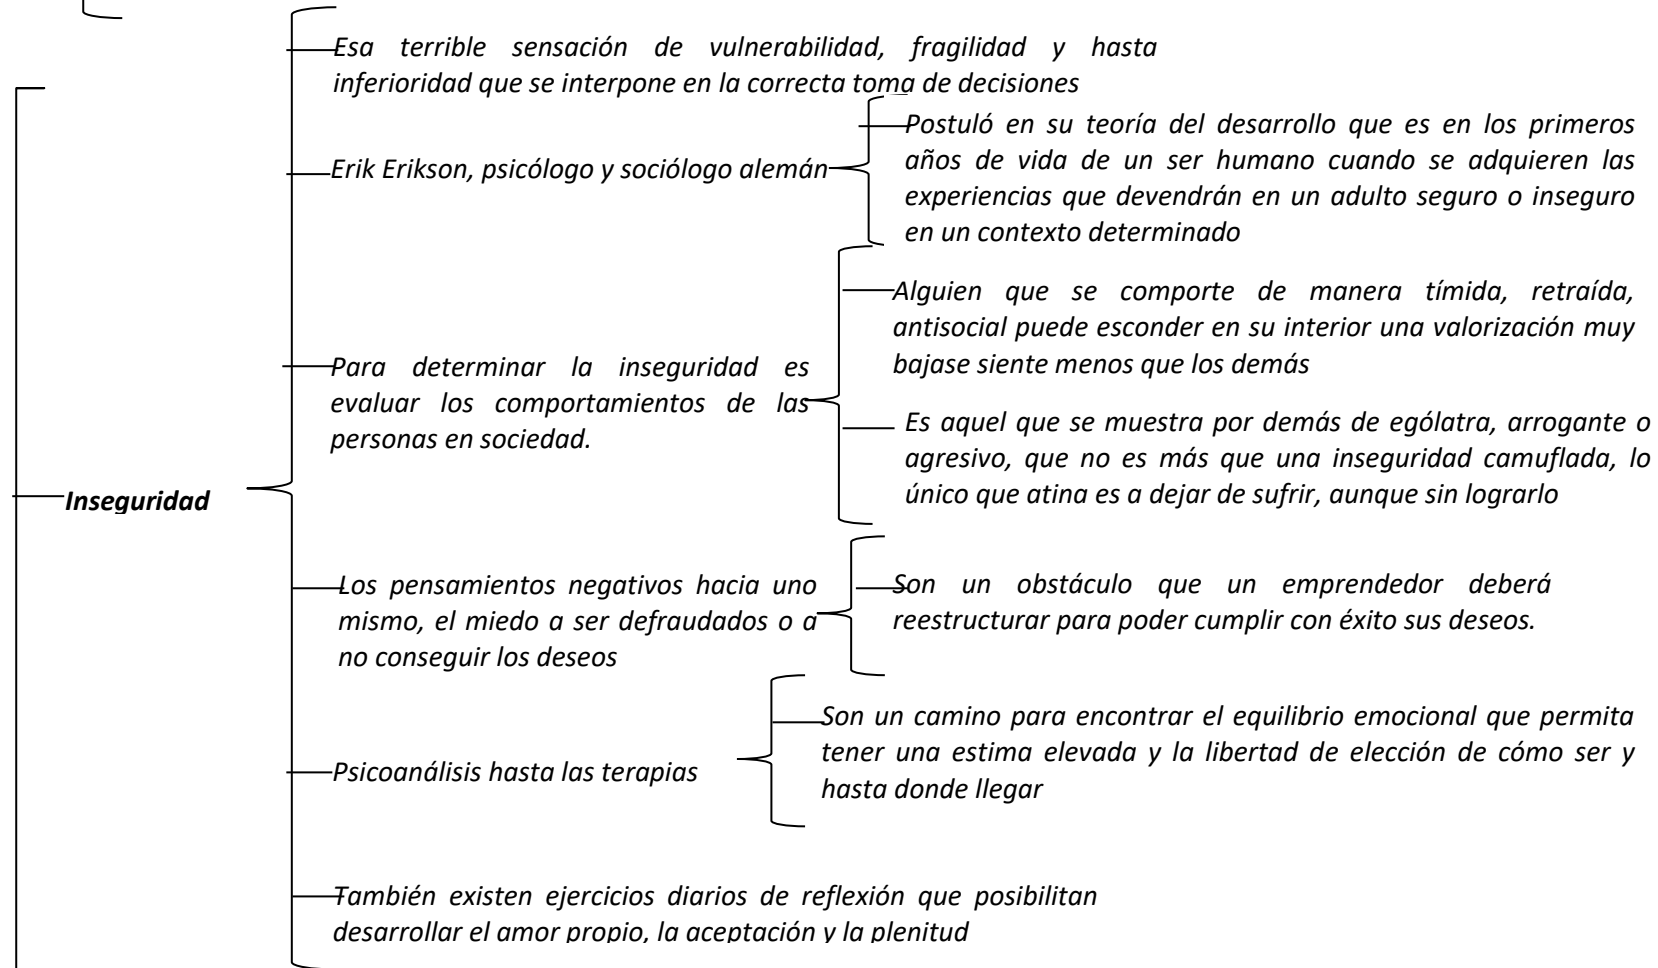 Esa terrible sensación de vulnerabilidad, fragilidad y hasta
inferioridad que se interpone en la correcta toma de decisiones
Erik Erikson, psicólogo y sociólogo alemán
Postuló en su teoría del desarrollo que es en los primeros
años de vida de un ser humano cuando se adquieren las
experiencias que devendrán en un adulto seguro o inseguro
en un contexto determinado
Para determinar la inseguridad es
evaluar los comportamientos de las
personas en sociedad.
Alguien que se comporte de manera tímida, retraída,
antisocial puede esconder en su interior una valorización muy
bajase siente menos que los demás
Es aquel que se muestra por demás de ególatra, arrogante o
agresivo, que no es más que una inseguridad camuflada, lo
único que atina es a dejar de sufrir, aunque sin lograrlo
Inseguridad
Los pensamientos negativos hacia uno
mismo, el miedo a ser defraudados o a
no conseguir los deseos
Son un obstáculo que un emprendedor deberá
reestructurar para poder cumplir con éxito sus deseos.
Psicoanálisis hasta las terapias
Son un camino para encontrar el equilibrio emocional que permita
tener una estima elevada y la libertad de elección de cómo ser y
hasta donde llegar
También existen ejercicios diarios de reflexión que posibilitan
desarrollar el amor propio, la aceptación y la plenitud